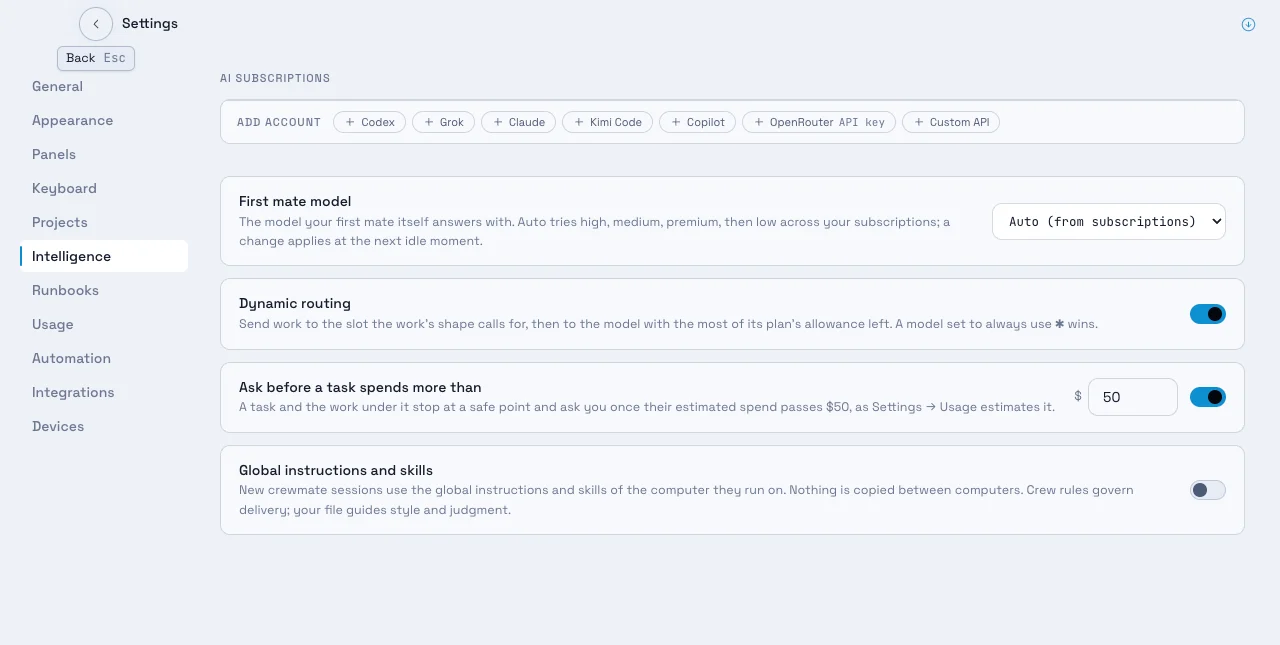 Settings
Back Esc
General
Appearance
Panels
Keyboard
Projects
Intelligence
Runbooks
Usage
Automation
Integrations
Devices
AI SUBSCRIPTIONS
ADD ACCOUNT + Codex + Grok + Claude + Kimi Code + Copilot + OpenRouter API key + Custom API
First mate model
The model your first mate itself answers with. Auto tries high, medium, premium, then low across your subscriptions; a
change applies at the next idle moment.
Auto (from subscriptions)
Dynamic routing
Send work to the slot the work's shape calls for, then to the model with the most of its plan's allowance left. A model set to always use ✱ wins.
Ask before a task spends more than
A task and the work under it stop at a safe point and ask you once their estimated spend passes $50, as Settings → Usage estimates it.
$ 50
Global instructions and skills
New crewmate sessions use the global instructions and skills of the computer they run on. Nothing is copied between computers. Crew rules govern
delivery; your file guides style and judgment.